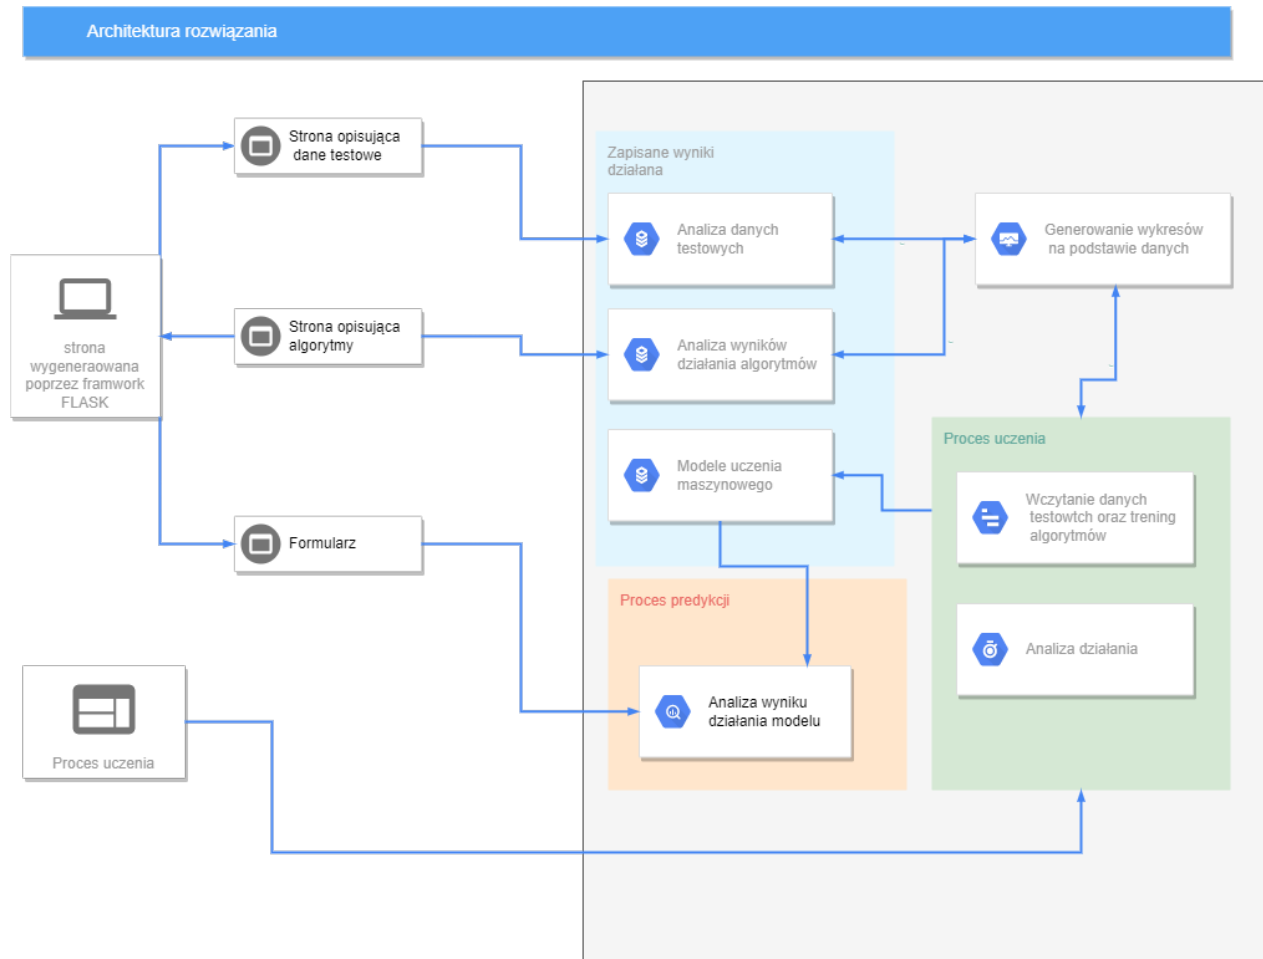 Architektura rozwiązania
Strona opisująca
dane testowe
Zapisane wyniki
działana
Analiza danych
testowych
Generowanie wykresów
na podstawie danych
strona
wygeneraowana
poprzez framwork
FLASK
Strona opisująca
algorytmy
Analiza wyników
działania algorytmów
Proces uczenia
Modele uczenia
maszynowego
Wczytanie danych
testowtch oraz trening
algorytmów
Formularz
Proces predykcji
Analiza działania
Analiza wyniku
działania modelu
Proces uczenia